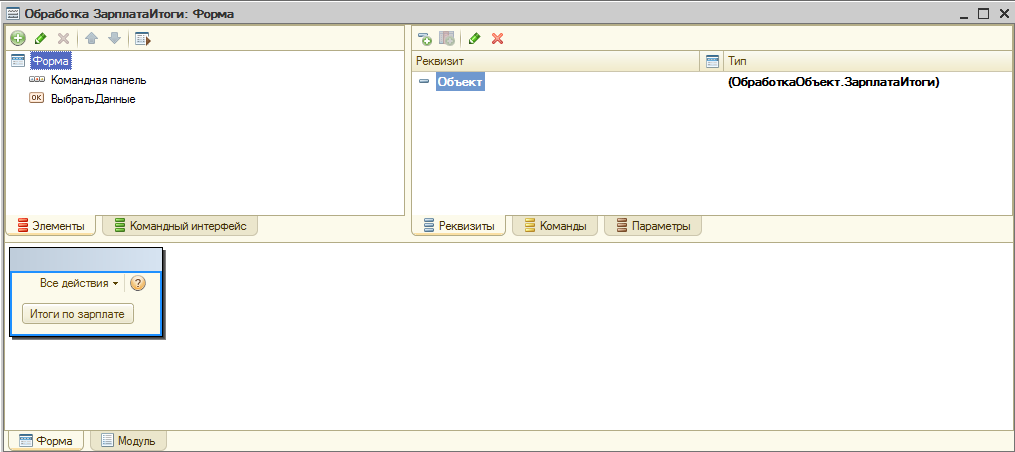 Обработка ЗарплатаИтоги: Форма
Форма
Командная панель
OK ВыбратьДанные
Элементы Командный интерфейс
Реквизит Тип
Объект (ОбработкаОбъект.ЗарплатаИтоги)
Реквизиты Команды Параметры
Все действия ?
Итоги по зарплате
Форма Модуль